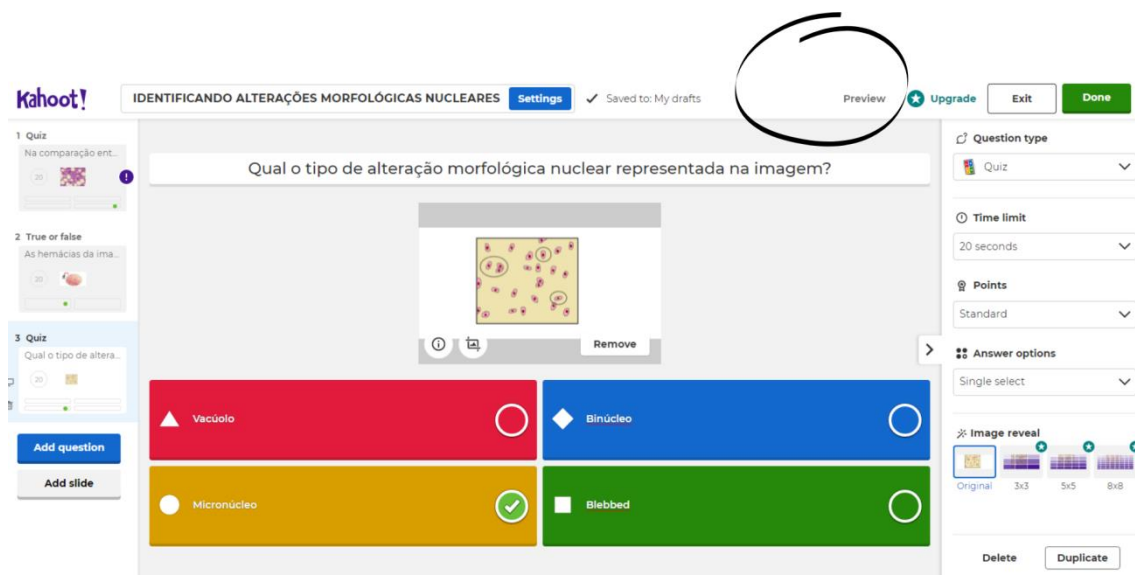 Kahoot!
IDENTIFICANDO ALTERAÇÕES MORFOLÓGICAS NUCLEARES
Settings
Saved to: My drafts
Preview
Upgrade
Exit
Done
1 Quiz
Na comparação ent...
20
2 True or false
As hemácias da ima...
20
3 Quiz
Qual o tipo de altera...
20
Add question
Add slide
Qual o tipo de alteração morfológica nuclear representada na imagem?
Remove
Vacúolo
Binúcleo
Micronúcleo
Blebbed
Question type
Quiz
Time limit
20 seconds
Points
Standard
Answer options
Single select
Image reveal
Original 3x3 5x5 8x8
Delete
Duplicate